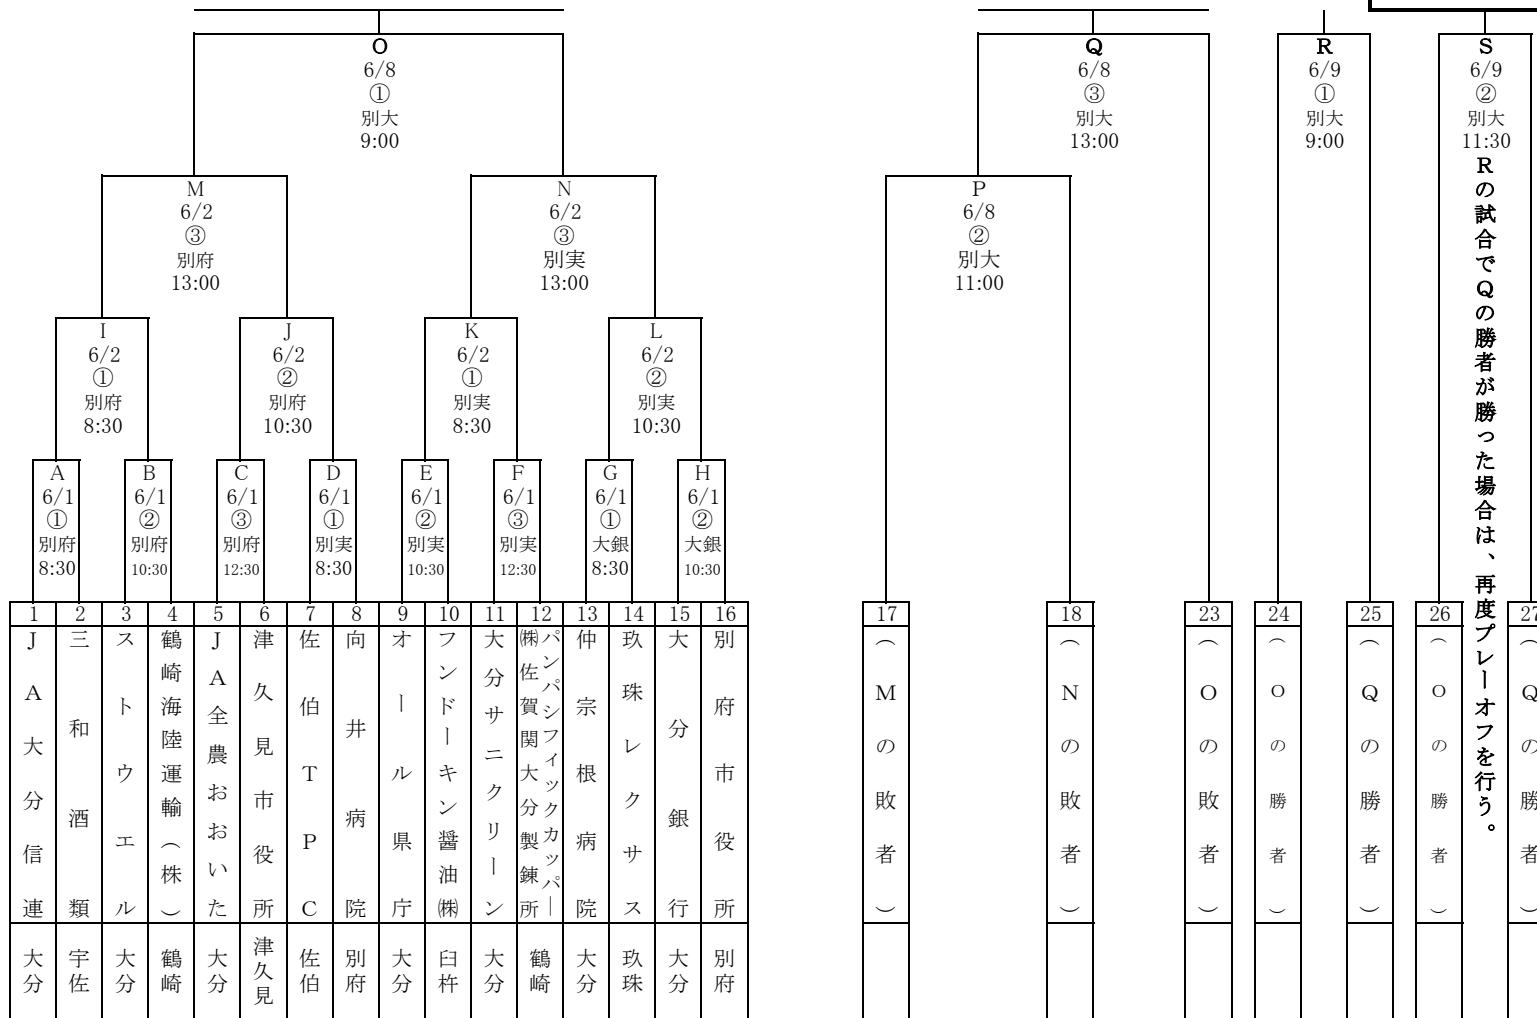 O
6/8
①
別大
9:00
Q
6/8
③
別大
13:00
R
6/9
①
別大
9:00
S
6/9
②
別大
11:30
Rの試合でQの勝者が勝った場合は、再度プレーオフを行う。
M
6/2
③
別府
13:00
N
6/2
③
別実
13:00
P
6/8
②
別大
11:00
I
6/2
①
別府
8:30
J
6/2
②
別府
10:30
K
6/2
①
別実
8:30
L
6/2
②
別実
10:30
A
6/1
①
別府
8:30
B
6/1
②
別府
10:30
C
6/1
③
別府
12:30
D
6/1
①
別実
8:30
E
6/1
②
別実
10:30
F
6/1
③
別実
12:30
G
6/1
①
大銀
8:30
H
6/1
②
大銀
10:30
1
JA大分信連
大分
2
三和酒類
宇佐
3
ストウエル
大分
4
鶴崎海陸運輸(株)
鶴崎
5
JA全農おおいた
大分
6
津久見市役所
津久見
7
佐伯TPC
佐伯
8
向井病院
別府
9
オール県庁
大分
10
フンドーキン醤油㈱
臼杵
11
大分サニクリーン
大分
12
パンパシフィックカッパー
㈱佐賀関大分製錬所
鶴崎
13
仲宗根病院
大分
14
玖珠レクサス
玖珠
15
大分銀行
大分
16
別府市役所
別府
17
(Mの敗者)
18
(Nの敗者)
23
(Oの敗者)
24
(Oの勝者)
25
(Qの勝者)
26
(Oの勝者)
27
(Qの勝者)